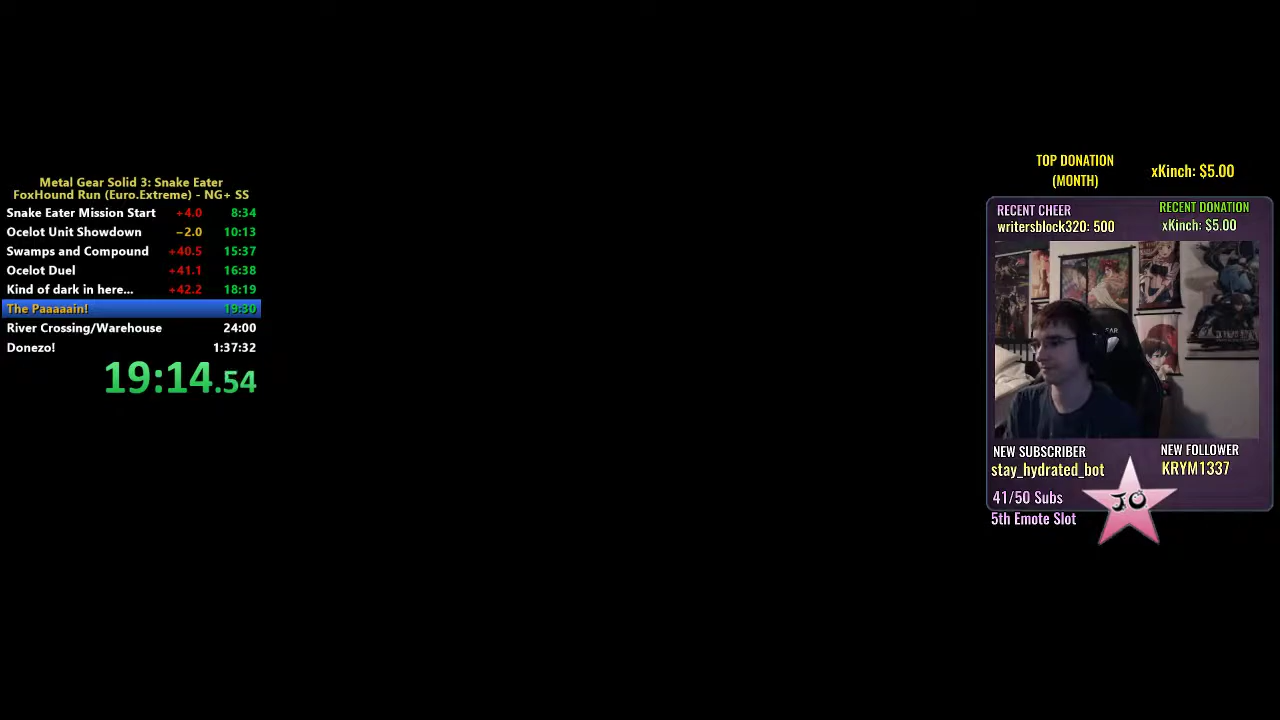 Metal Gear Solid 3: Snake Eater
FoxHound Run (Euro.Extreme) - NG+ SS
Snake Eater Mission Start +4.0 8:34
Ocelot Unit Showdown −2.0 10:13
Swamps and Compound +40.5 15:37
Ocelot Duel +41.1 16:38
Kind of dark in here... +42.2 18:19
The Paaaaain! 19:30
River Crossing/Warehouse 24:00
Donezo! 1:37:32
19:14.54
TOP DONATION
(MONTH)
xKinch: $5.00
RECENT CHEER
writersblock320: 500
RECENT DONATION
xKinch: $5.00
NEW SUBSCRIBER
stay_hydrated_bot
NEW FOLLOWER
KRYM1337
41/50 Subs
5th Emote Slot
JO